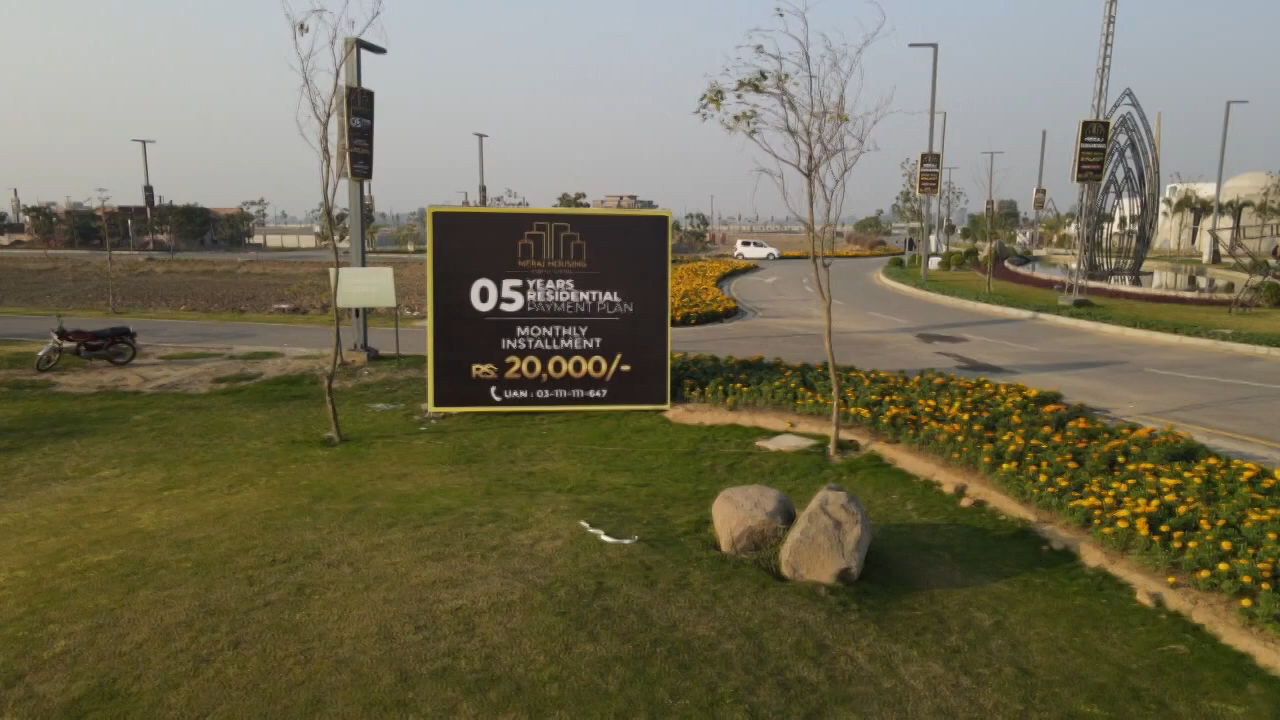 MERAJ HOUSING
05 YEARS
RESIDENTIAL
PAYMENT PLAN
MONTHLY
INSTALLMENT
RS: 20,000/-
UAN : 03-111-111-647